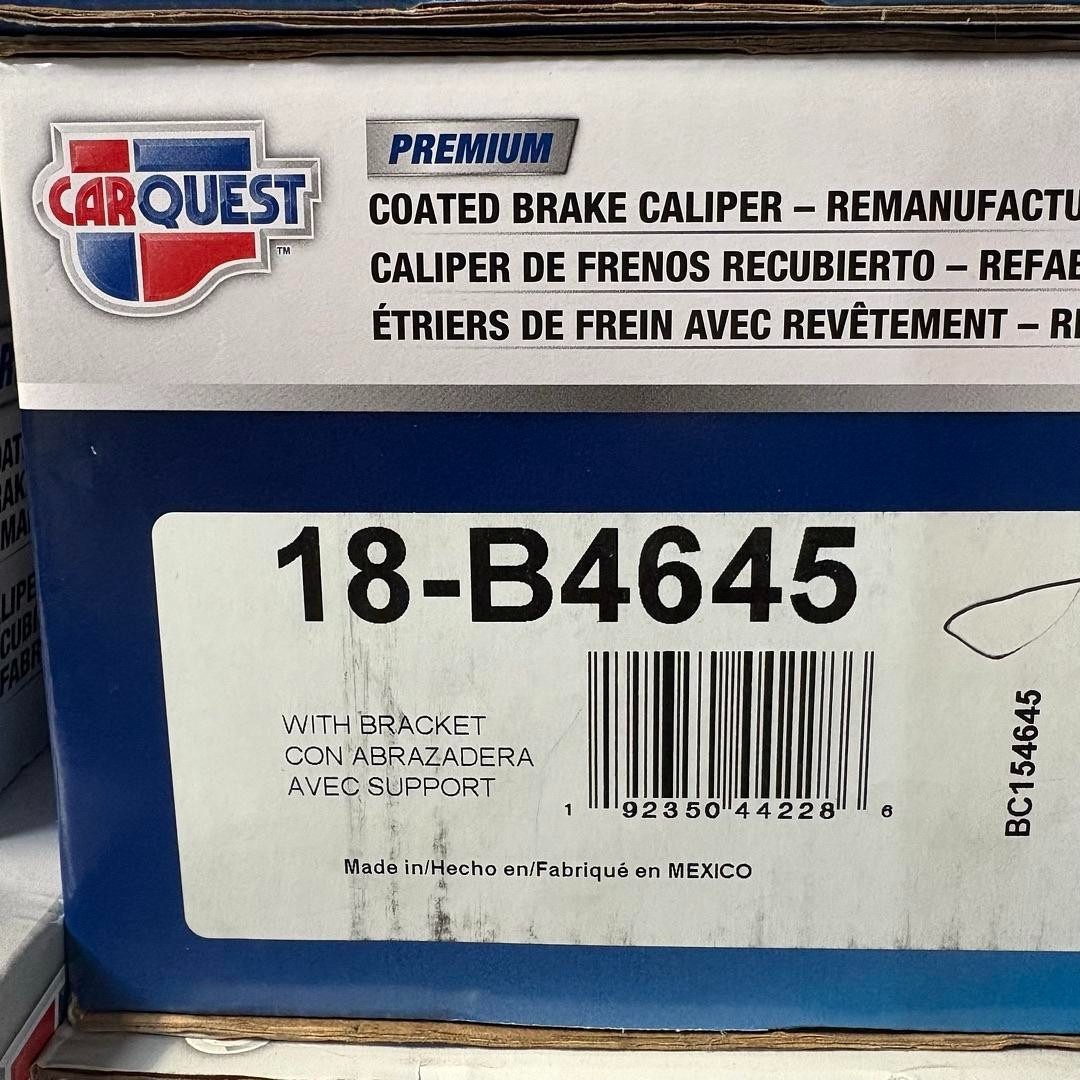 CARQUEST
TM
PREMIUM
COATED BRAKE CALIPER – REMANUFACTU
CALIPER DE FRENOS RECUBIERTO – REFAB
ÉTRIERS DE FREIN AVEC REVÊTEMENT – R
18-B4645
WITH BRACKET
CON ABRAZADERA
AVEC SUPPORT
1 92350 44228 6
BC154645
Made in/Hecho en/Fabriqué en MEXICO